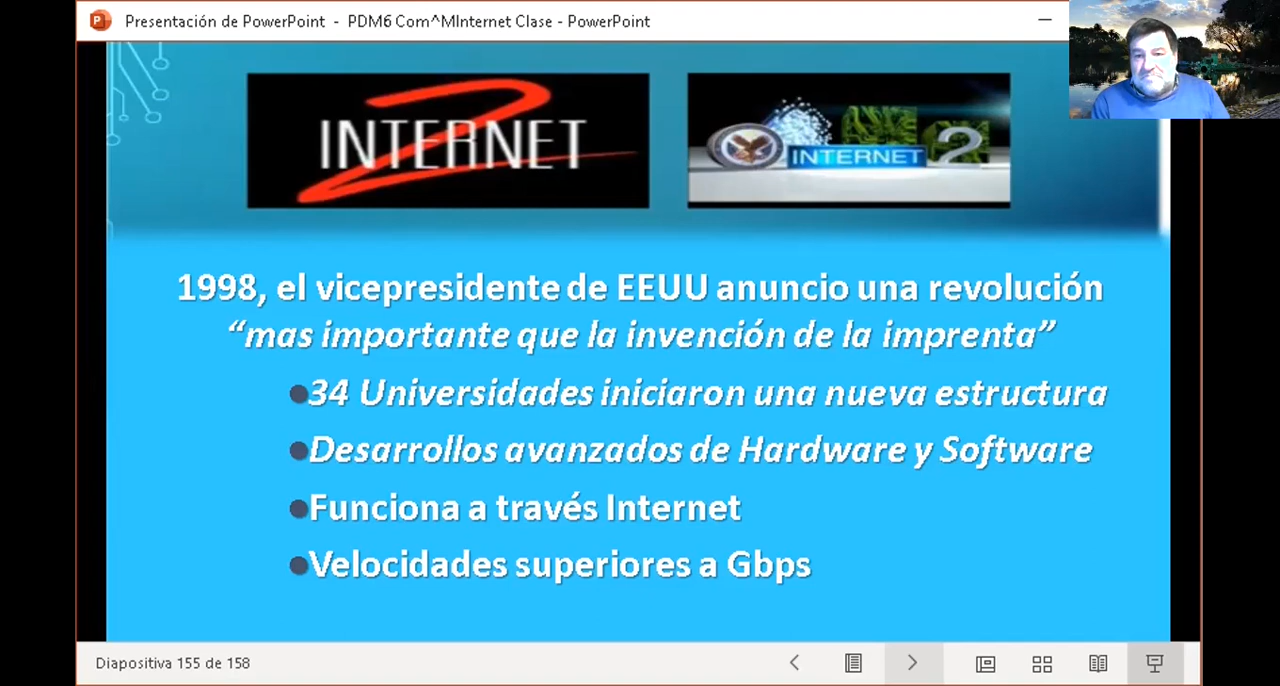 Presentación de PowerPoint - PDM6 Com^MInternet Clase - PowerPoint
INTERNET
2
INTERNET 2
1998, el vicepresidente de EEUU anuncio una revolución
“mas importante que la invención de la imprenta”
•34 Universidades iniciaron una nueva estructura
•Desarrollos avanzados de Hardware y Software
•Funciona a través Internet
•Velocidades superiores a Gbps
Diapositiva 155 de 158